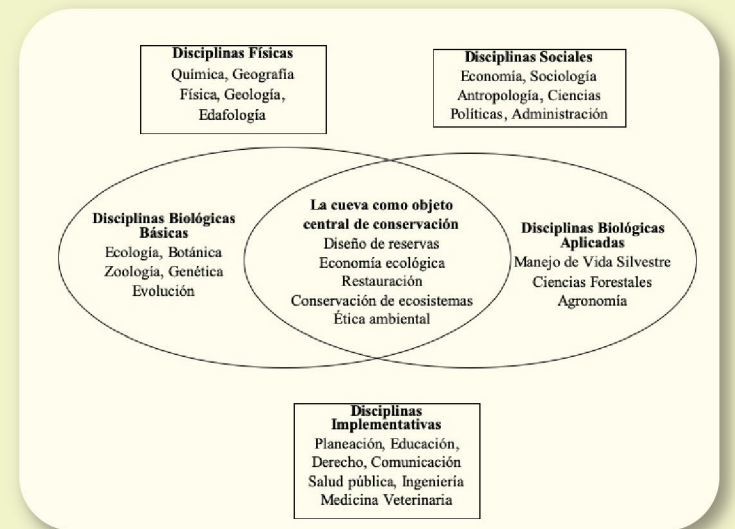 Disciplinas Físicas
Química, Geografía
Física, Geología,
Edafología
Disciplinas Sociales
Economía, Sociología
Antropología, Ciencias
Políticas, Administración
Disciplinas Biológicas
Básicas
Ecología, Botánica
Zoología, Genética
Evolución
La cueva como objeto
central de conservación
Diseño de reservas
Economía ecológica
Restauración
Conservación de ecosistemas
Ética ambiental
Disciplinas Biológicas
Aplicadas
Manejo de Vida Silvestre
Ciencias Forestales
Agronomía
Disciplinas
Implementativas
Planeación, Educación,
Derecho, Comunicación
Salud pública, Ingeniería
Medicina Veterinaria